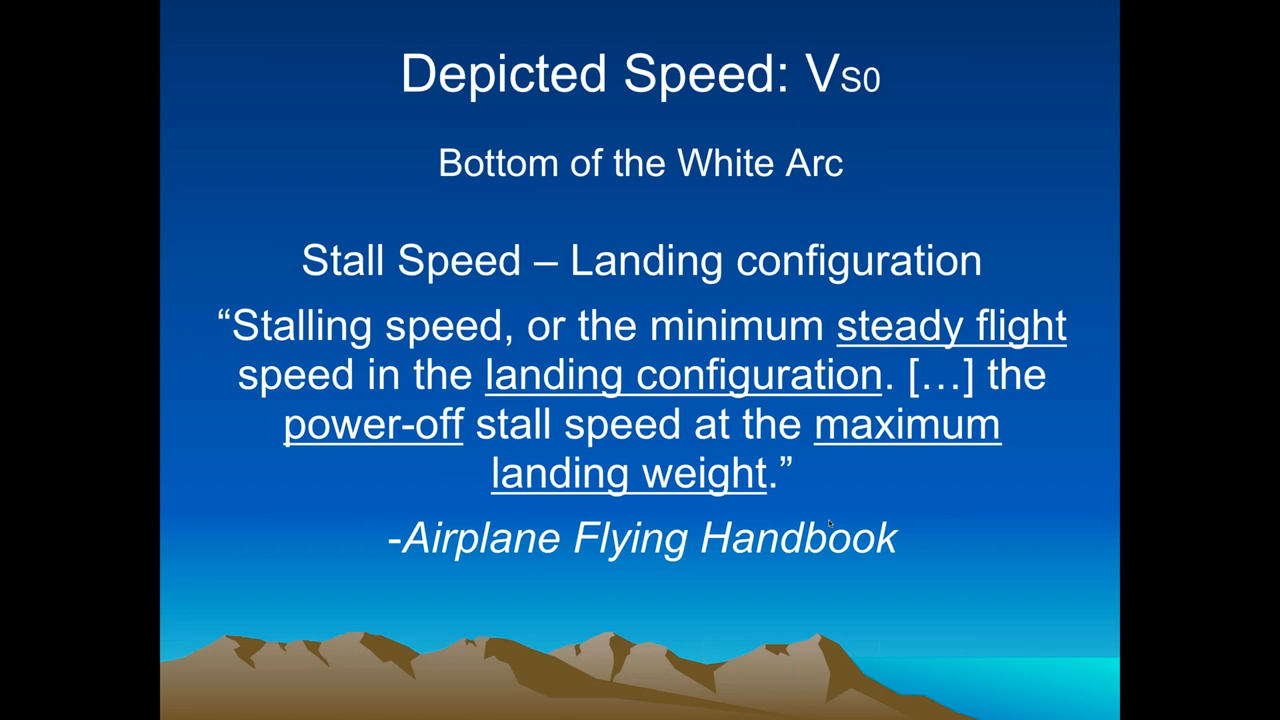 Depicted Speed: VS0
Bottom of the White Arc
Stall Speed – Landing configuration
“Stalling speed, or the minimum steady flight
speed in the landing configuration. […] the
power-off stall speed at the maximum
landing weight.”
-Airplane Flying Handbook